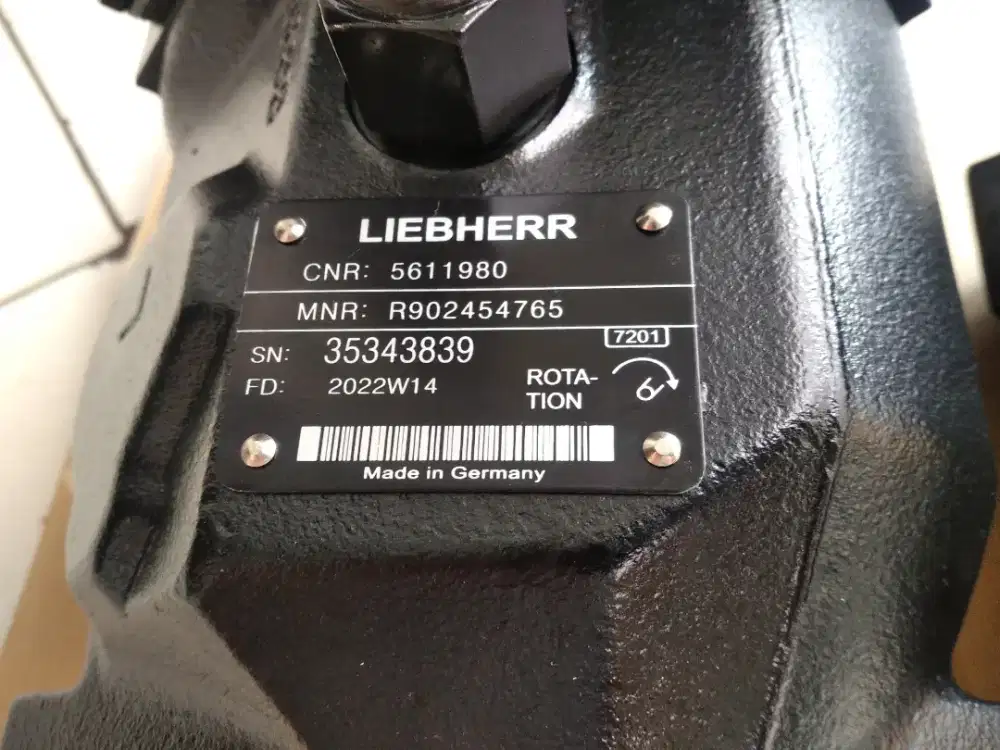 LIEBHERR
CNR: 5611980
MNR: R902454765
7201
SN: 35343839
FD: 2022W14
ROTA-
TION
Made in Germany